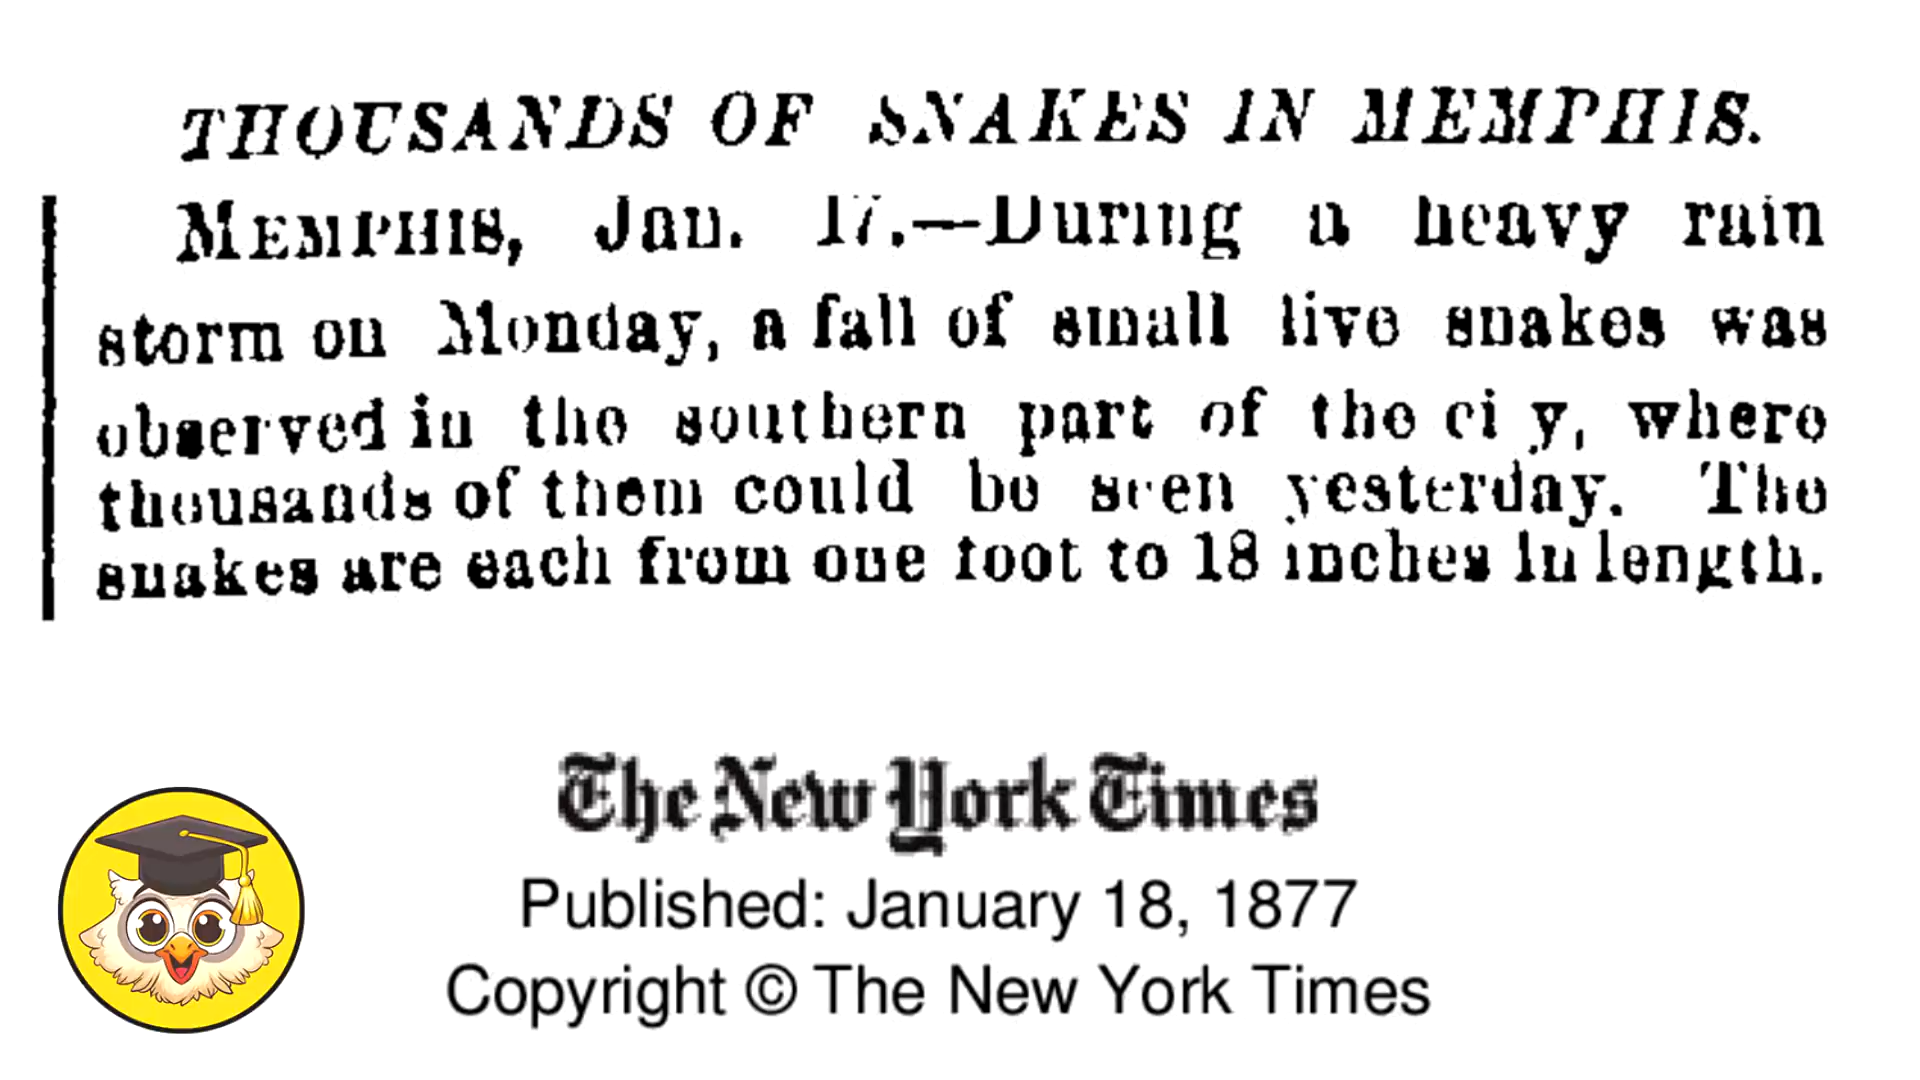 THOUSANDS OF SNAKES IN MEMPHIS.
MEMPHIS, Jan. 17.—During a heavy rain
storm on Monday, a fall of small live snakes was
observed in the southern part of the ci y, where
thousands of them could be seen yesterday. The
snakes are each from one foot to 18 inches in length.
The New York Times
Published: January 18, 1877
Copyright © The New York Times